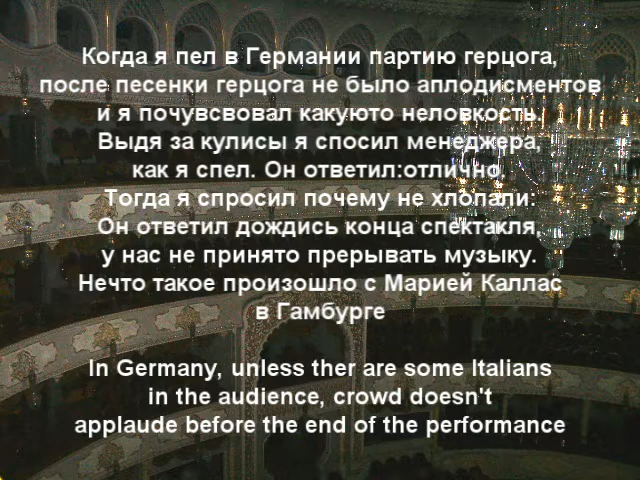 Когда я пел в Германии партию герцога,
после песенки герцога не было аплодисментов
и я почувсвовал какуюто неловкость.
Выдя за кулисы я спосил менеджера,
как я спел. Он ответил:отлично.
Тогда я спросил почему не хлопали:
Он ответил дождись конца спектакля,
у нас не принято прерывать музыку.
Нечто такое произошло с Марией Каллас
в Гамбурге
In Germany, unless ther are some Italians
in the audience, crowd doesn't
applaude before the end of the performance